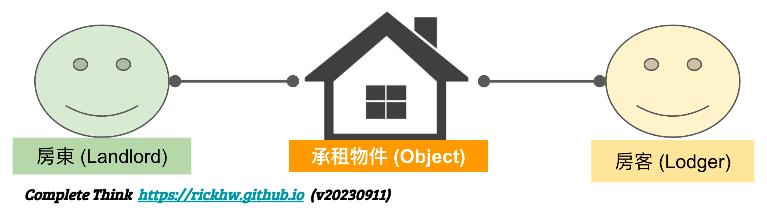 房東 (Landlord)
承租物件 (Object)
房客 (Lodger)
Complete Think https://rickhw.github.io (v20230911)